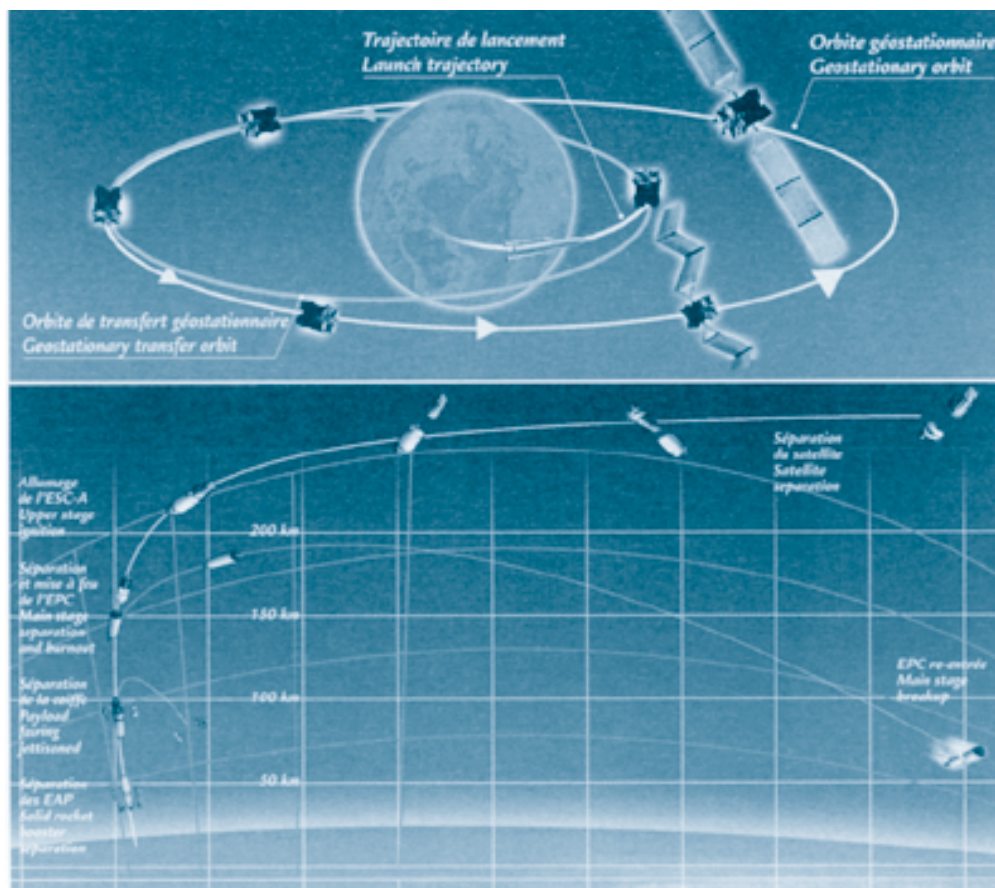 Trajectoire de lancement
Launch trajectory
Orbite géostationnaire
Geostationary orbit
Orbite de transfert géostationnaire
Geostationary transfer orbit
Séparation
du satellite
Satellite
separation
Allumage
de l'ESC-A
Upper stage
ignition
200 km
Séparation
et mise à feu
de l'EPC
Main stage
separation
and burnout
150 km
EPC re-entrée
Main stage
breakup
Séparation
de la coiffe
Payload
fairing
jettisoned
100 km
50 km
Séparation
des EAP
Solid rocket
booster
separation